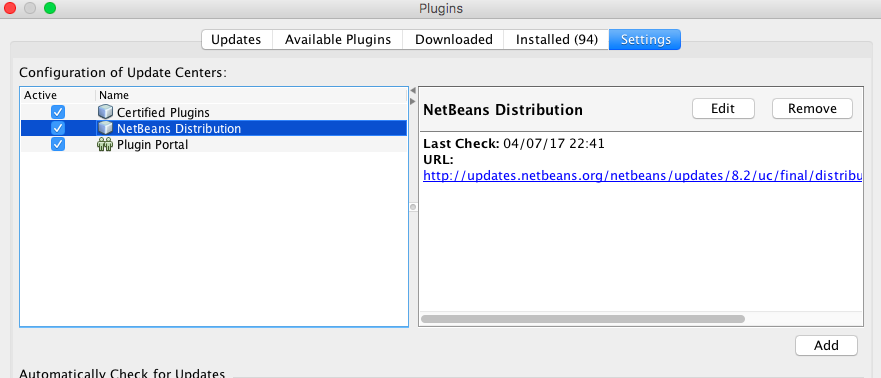 Plugins
Updates Available Plugins Downloaded Installed (94) Settings
Configuration of Update Centers:
Active Name
Certified Plugins
NetBeans Distribution
Plugin Portal
NetBeans Distribution Edit Remove
Last Check: 04/07/17 22:41
URL:
http://updates.netbeans.org/netbeans/updates/8.2/uc/final/distribu
Add
Automatically Check for Updates